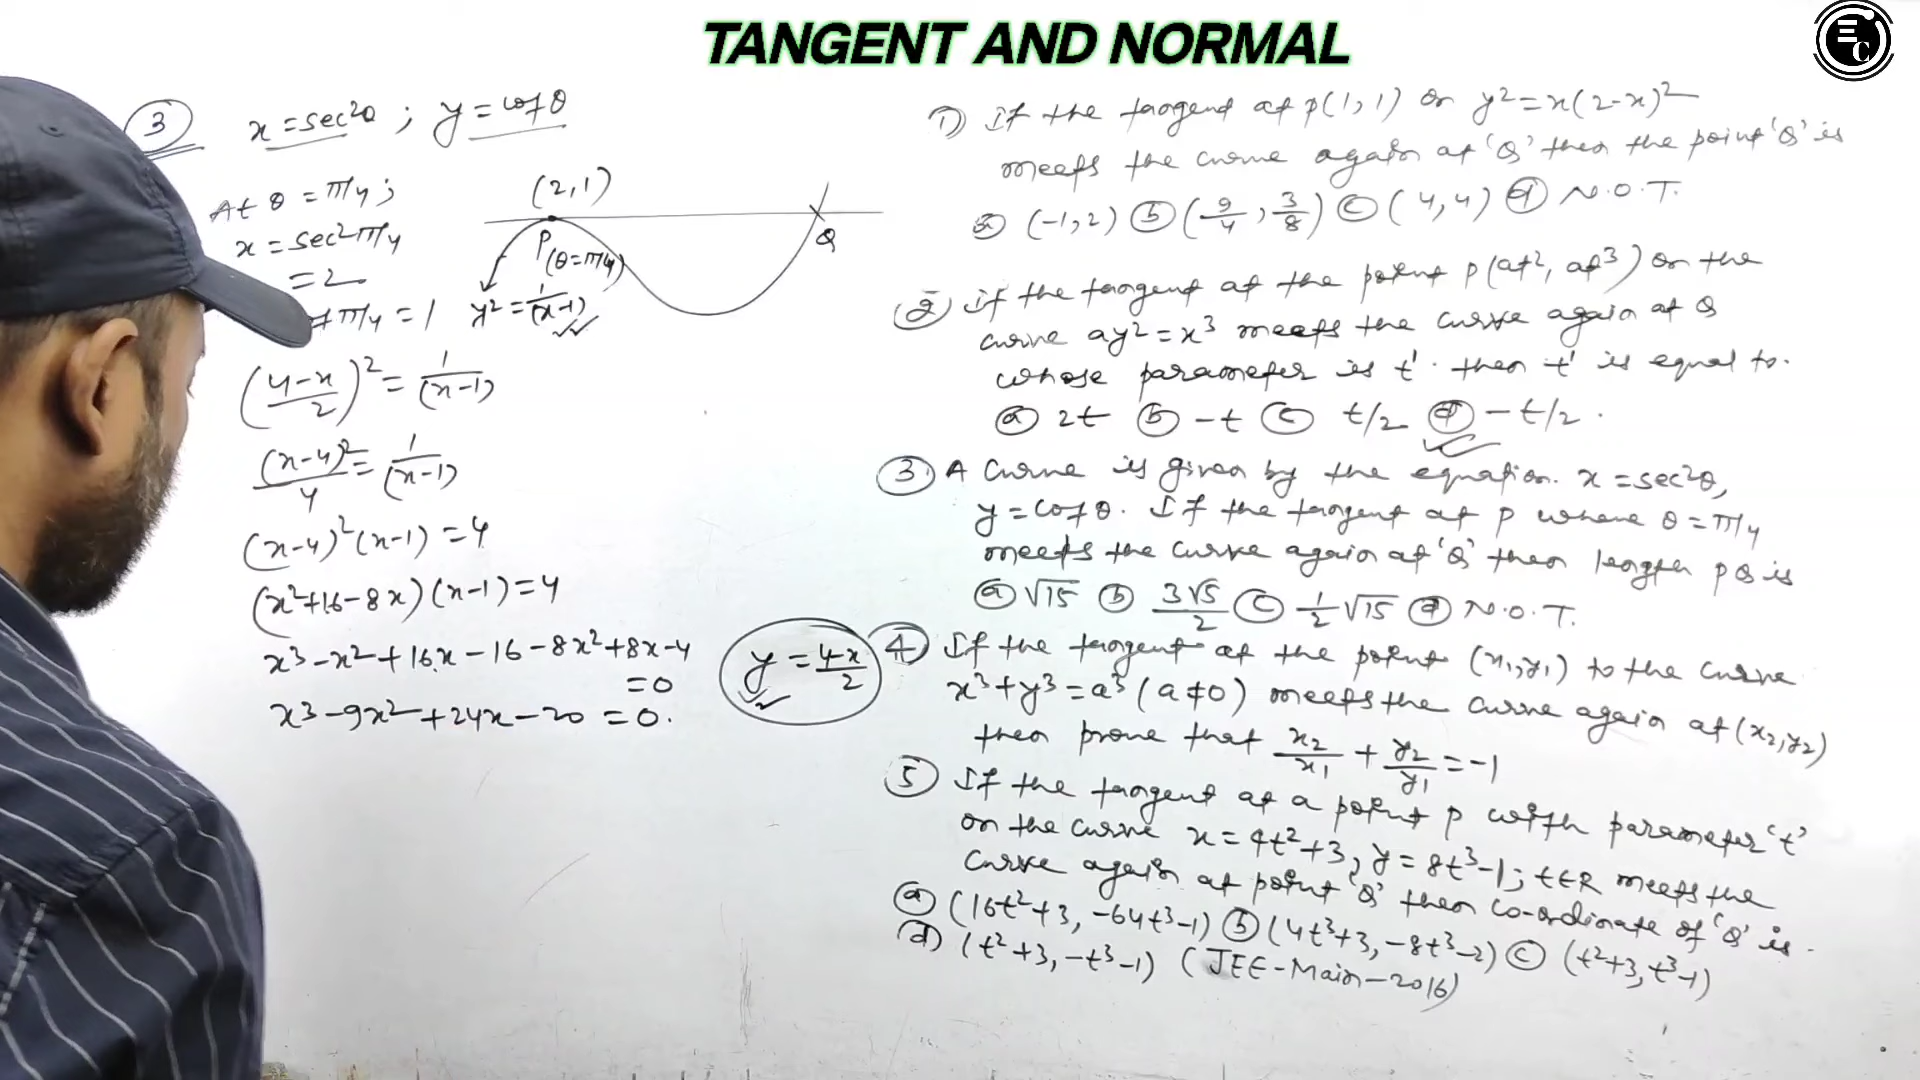 TANGENT AND NORMAL
EC
③ x = sec²θ ; y = cot θ
At θ = π/4 ;
x = sec² π/4
= 2
π/4 = 1
(2,1)
P (θ = π/4)
Q
y² = 1/(x-1)
((4-x)/2)² = 1/(x-1)
(x-4)²/4 = 1/(x-1)
(x-4)² (x-1) = 4
(x²+16-8x)(x-1) = 4
x³ - x² + 16x - 16 - 8x² + 8x - 4
= 0
x³ - 9x² + 24x - 20 = 0.
y = (4-x)/2
① If the tangent at p(1,1) on y² = x(2-x)²
meets the curve again at 'Q' then the point 'Q' is
ⓐ (-1,2) ⓑ (9/4, 3/8) ⓒ (4,4) ⓓ N.O.T.
② If the tangent at the point p(at², at³) on the
curve ay² = x³ meets the curve again at Q
whose parameter is t'. then t' is equal to.
ⓐ 2t ⓑ -t ⓒ t/2 ⓓ -t/2 .
③ A Curve is given by the equation. x = sec²θ,
y = cot θ. If the tangent at p where θ = π/4
meets the curve again at 'Q' then length PQ is
ⓐ √15 ⓑ 3√5/2 ⓒ 1/2 √15 ⓓ N.O.T.
④ If the tangent at the point (x₁,y₁) to the curve
x³+y³ = a³ (a≠0) meets the curve again at (x₂,y₂)
then prove that x₂/x₁ + y₂/y₁ = -1
⑤ If the tangent at a point p with parameter 't'
on the curve x = 4t²+3, y = 8t³-1; t∈R meets the
curve again at point 'Q' then co-ordinate of 'Q' is.
ⓐ (16t²+3, -64t³-1) ⓑ (4t³+3, -8t³-2) ⓒ (t²+3, t³-1)
ⓓ (t²+3, -t³-1) (JEE-Main-2016)